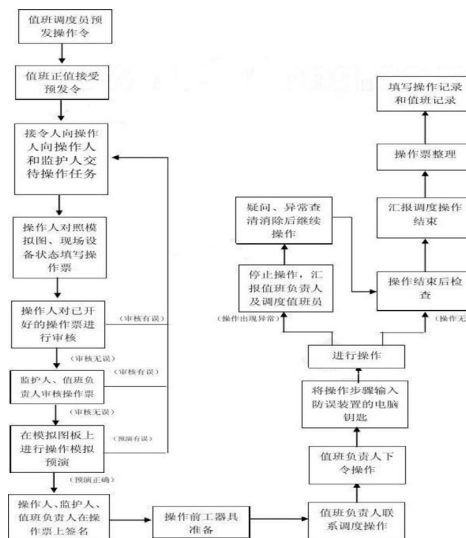 值班调度员预
发操作令
值班正值接受
预发令
接令人向操作
人向操作人
和监护人交
待操作任务
操作人对照模
拟图、现场设
备状态填写操
作票
操作人对已开
好的操作票进
行审核
(审核有误)
(审核无误)
(审核有误)
监护人、值班负
责人审核操作票
(审核无误)
在模拟图板上
进行操作模拟
预演
(预演有误)
(预演正确)
操作人、监护人、
值班负责人在操
作票上签名
操作前工器具
准备
值班负责人联
系调度操作
值班负责人下
令操作
将操作步骤输入
防误装置的电脑
钥匙
进行操作
(操作出现异常)
(操作无
停止操作，汇
报值班负责人
及调度值班员
疑问、异常查
清消除后继续
操作
操作结束后检
查
汇报调度操作
结束
操作票整理
填写操作记录
和值班记录